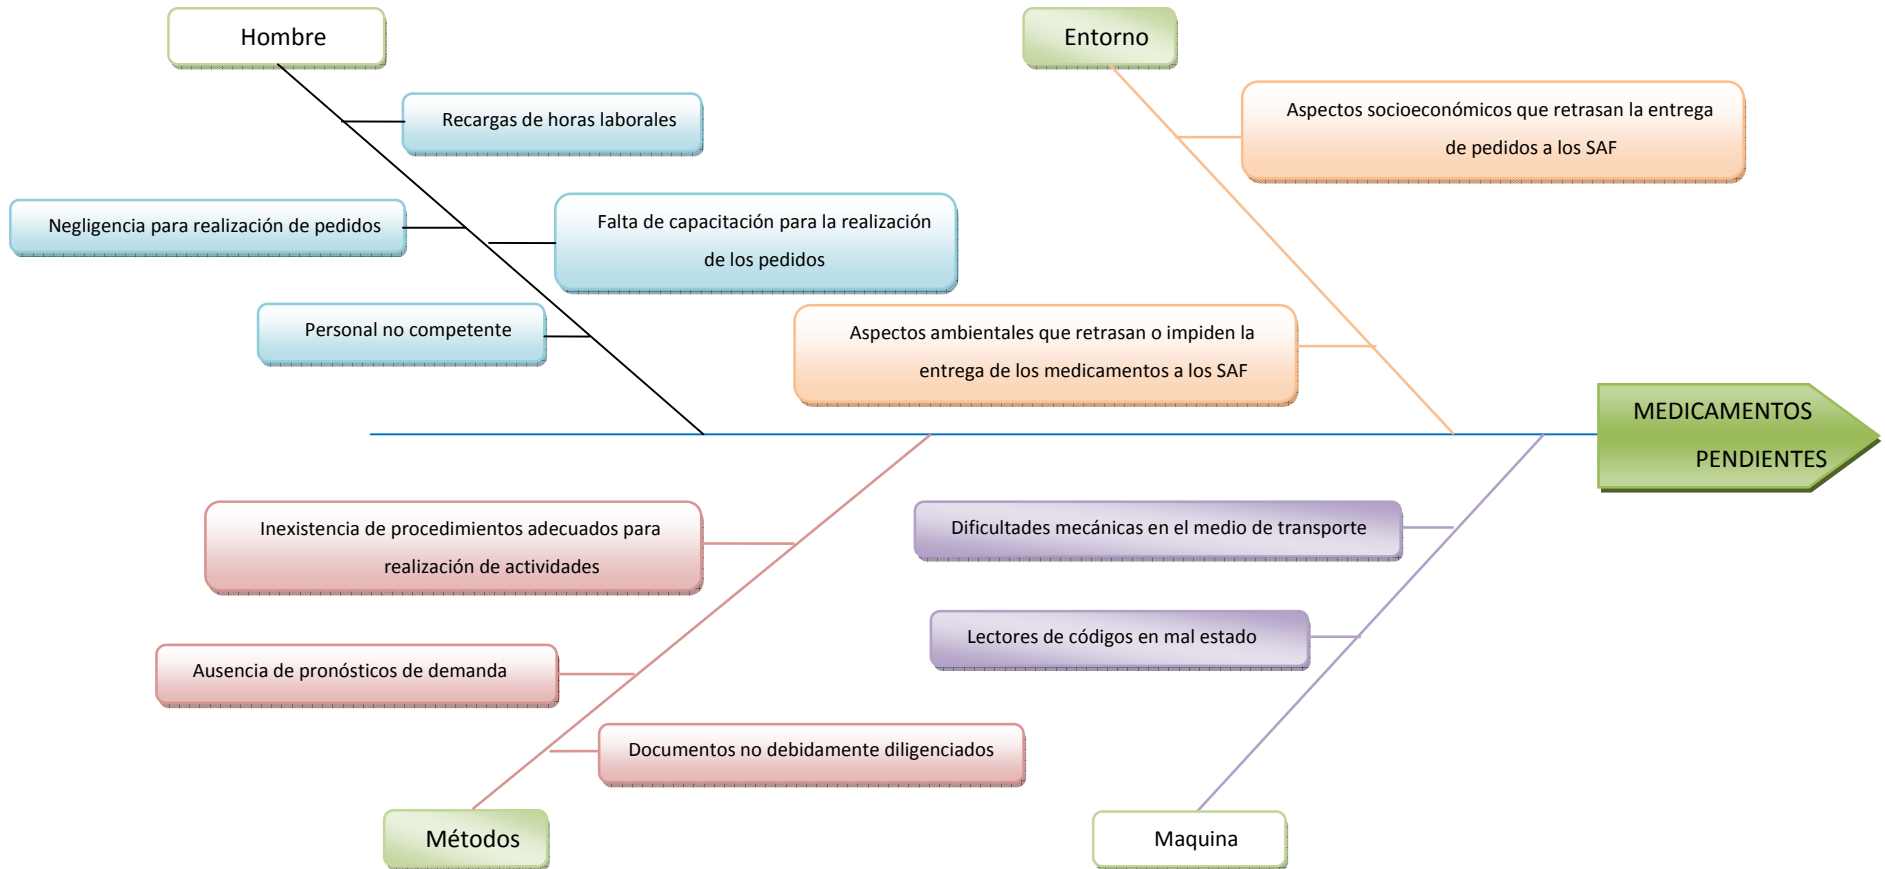 Hombre
Entorno
Recargas de horas laborales
Aspectos socioeconómicos que retrasan la entrega
de pedidos a los SAF
Negligencia para realización de pedidos
Falta de capacitación para la realización
de los pedidos
Personal no competente
Aspectos ambientales que retrasan o impiden la
entrega de los medicamentos a los SAF
MEDICAMENTOS
PENDIENTES
Inexistencia de procedimientos adecuados para
realización de actividades
Dificultades mecánicas en el medio de transporte
Lectores de códigos en mal estado
Ausencia de pronósticos de demanda
Documentos no debidamente diligenciados
Métodos
Maquina